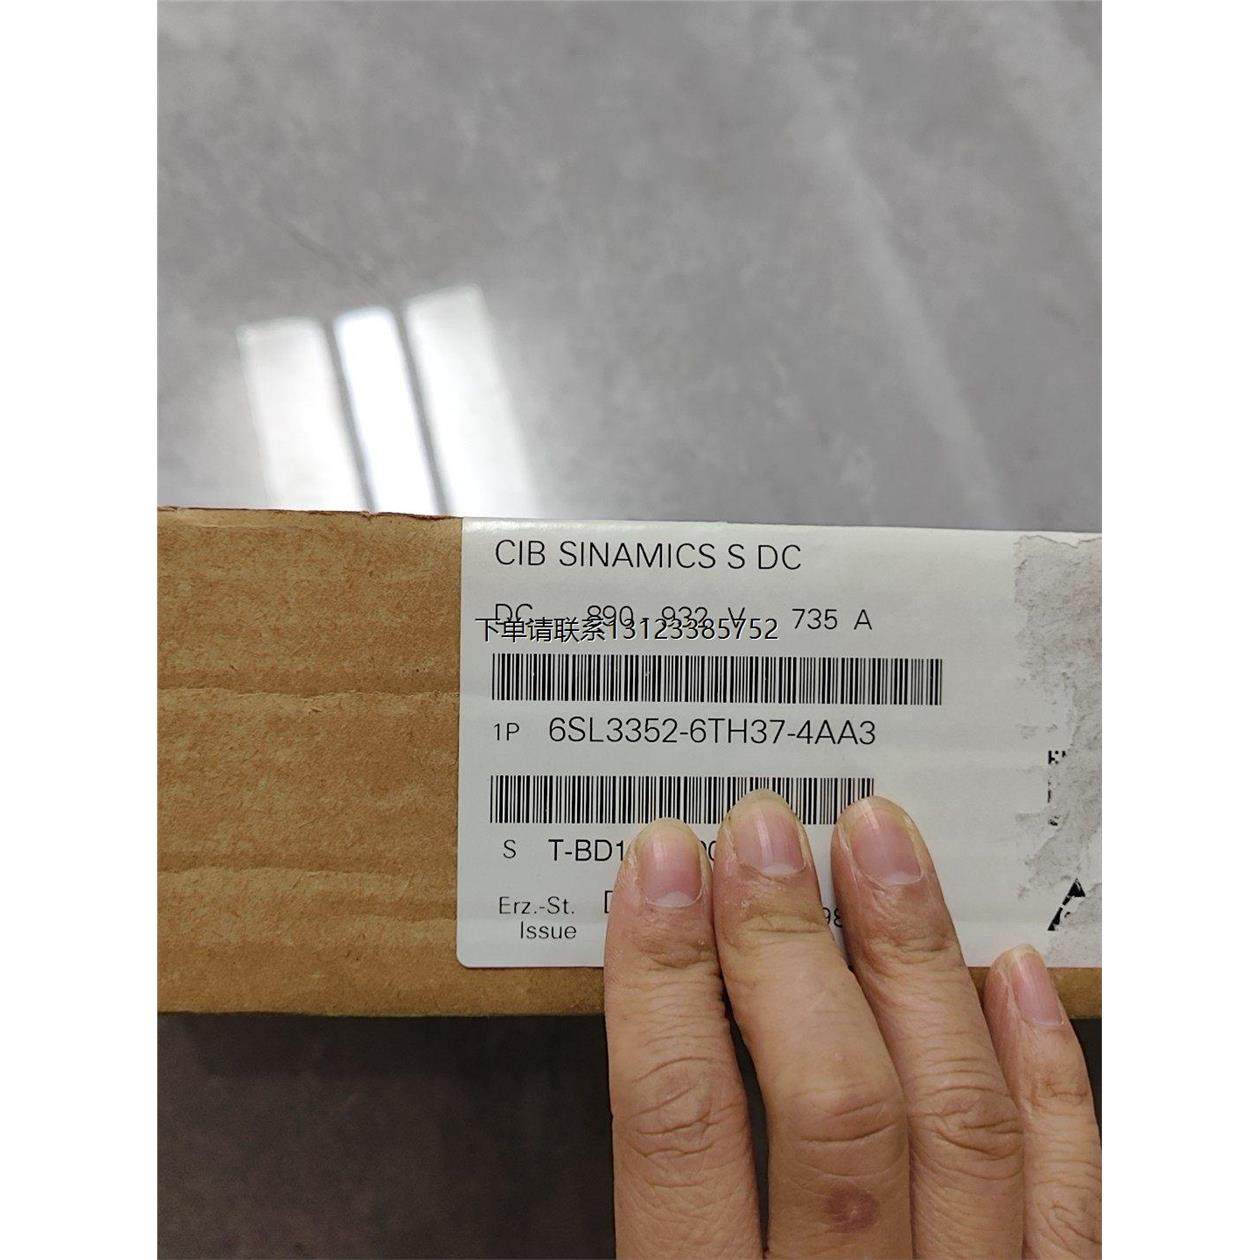 CIB SINAMICS S DC
DC 890 - 932 V 735 A
下单请联系13123385752
1P 6SL3352-6TH37-4AA3
S T-BD1
Erz.-St.
Issue